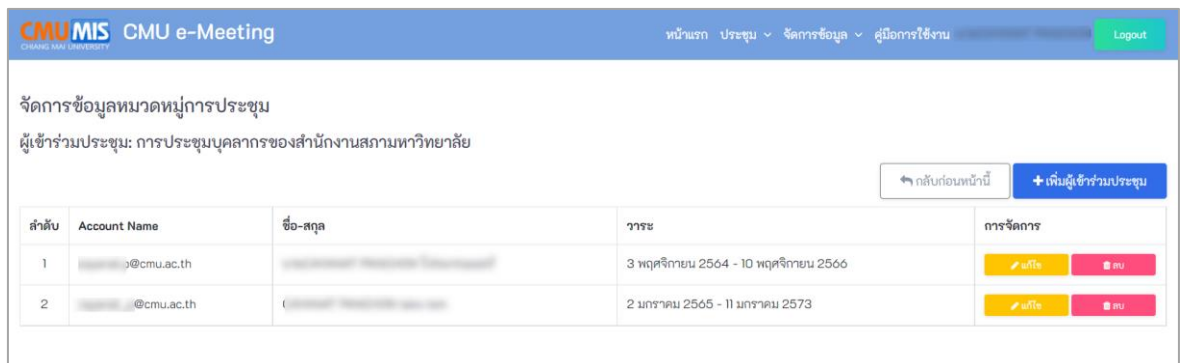 CMU MIS CMU e-Meeting หน้าแรก ประชุม จัดการข้อมูล คู่มือการใช้งาน Logout
CHIANG MAI UNIVERSITY
จัดการข้อมูลหมวดหมู่การประชุม
ผู้เข้าร่วมประชุม: การประชุมบุคลากรของสำนักงานสภามหาวิทยาลัย
กลับก่อนหน้านี้ + เพิ่มผู้เข้าร่วมประชุม
ลำดับ Account Name ชื่อ-สกุล วาระ การจัดการ
1 @cmu.ac.th 3 พฤศจิกายน 2564 - 10 พฤศจิกายน 2566 แก้ไข ลบ
2 @cmu.ac.th 2 มกราคม 2565 - 11 มกราคม 2573 แก้ไข ลบ